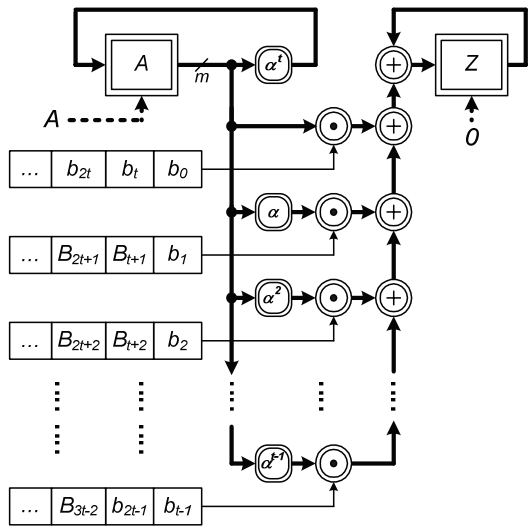 A m α^t + Z
A 0
• +
... b_2t b_t b_0
α • +
... B_2t+1 B_t+1 b_1
α^2 • +
... B_2t+2 B_t+2 b_2
α^t-1 •
... B_3t-2 b_2t-1 b_t-1